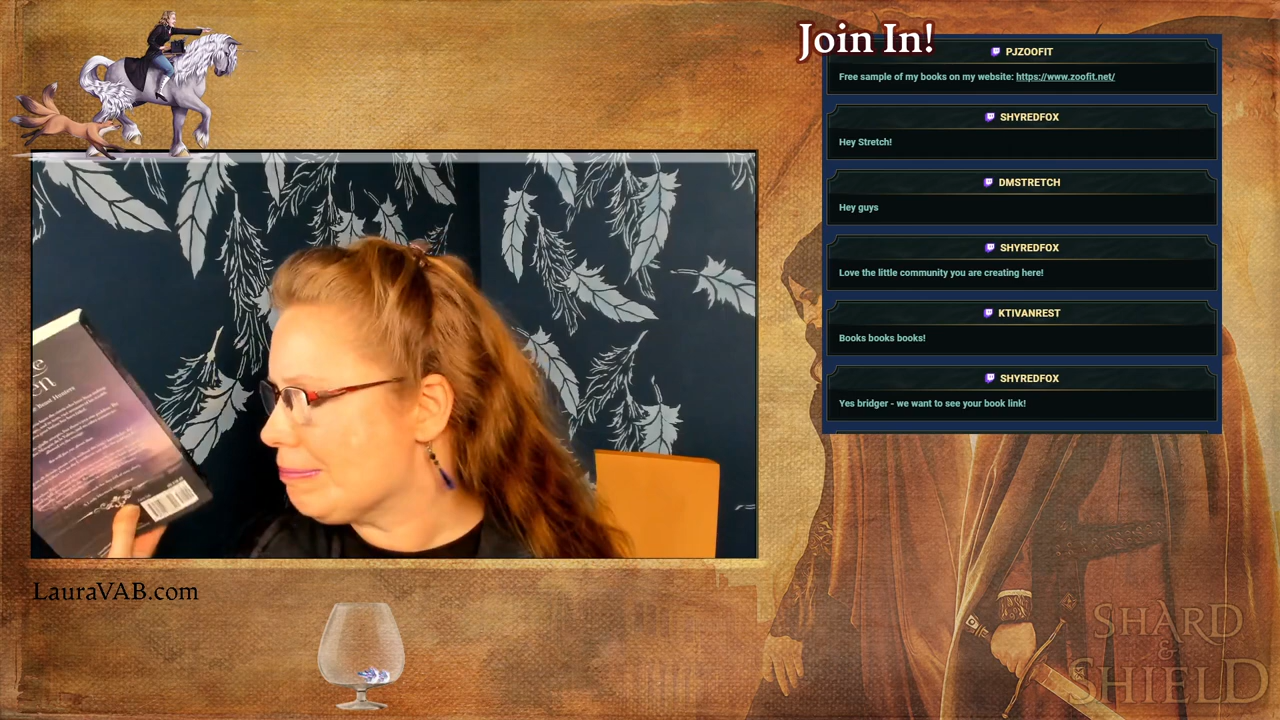 Join In!
PJZOOFIT
Free sample of my books on my website: https://www.zoofit.net/
SHYREDFOX
Hey Stretch!
DMSTRETCH
Hey guys
SHYREDFOX
Love the little community you are creating here!
KTIVANREST
Books books books!
SHYREDFOX
Yes bridger - we want to see your book link!
LauraVAB.com
SHARD
&
SHIELD